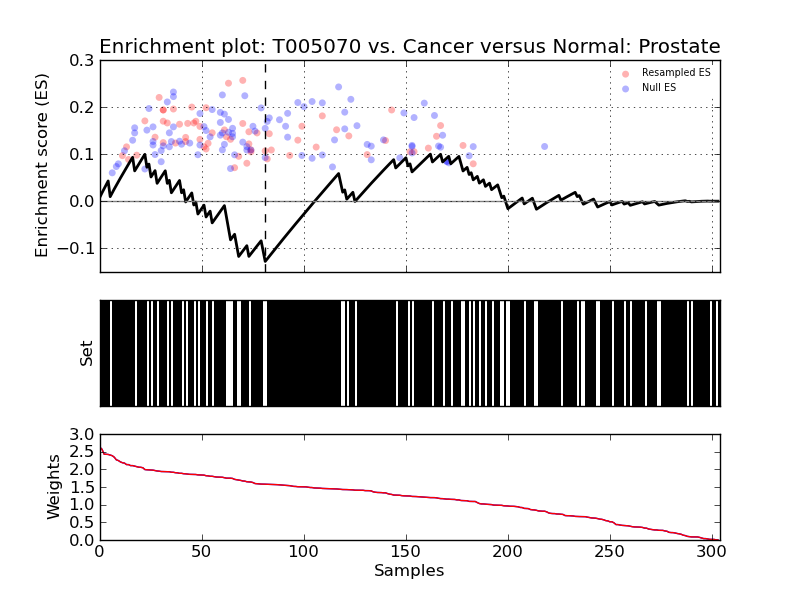 Enrichment plot: T005070 vs. Cancer versus Normal: Prostate
0.3
0.2
0.1
0.0
−0.1
Enrichment score (ES)
Resampled ES
Null ES
Set
3.0
2.5
2.0
1.5
1.0
0.5
0.0
Weights
0 50 100 150 200 250 300
Samples